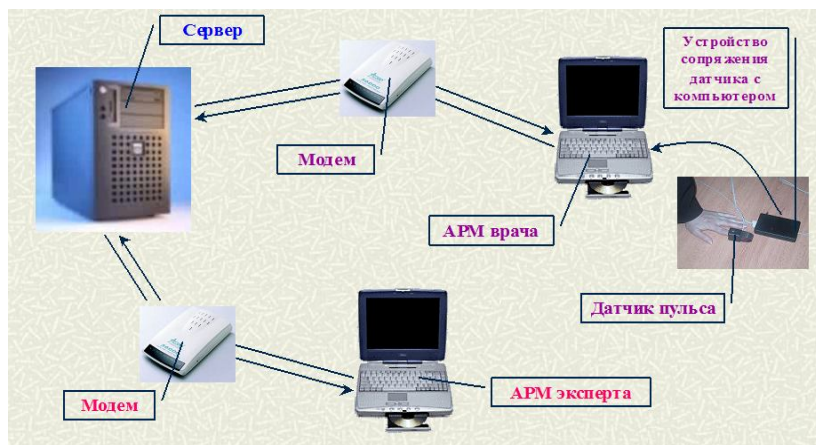 Сервер
Устройство
сопряжения
датчика с
компьютером
Модем
АРМ врача
Датчик пульса
АРМ эксперта
Модем